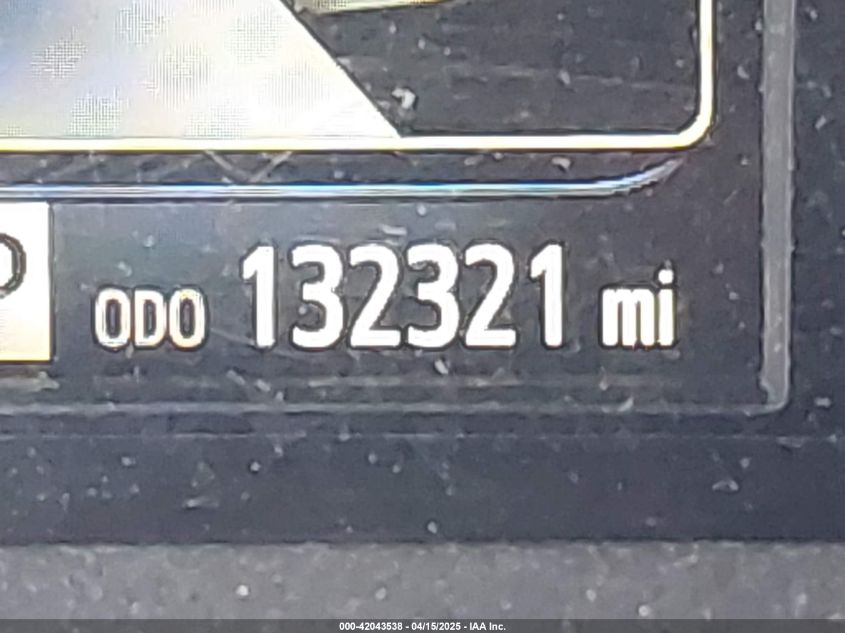 P
ODO 132321 mi
000-42043538 - 04/15/2025 - IAA Inc.